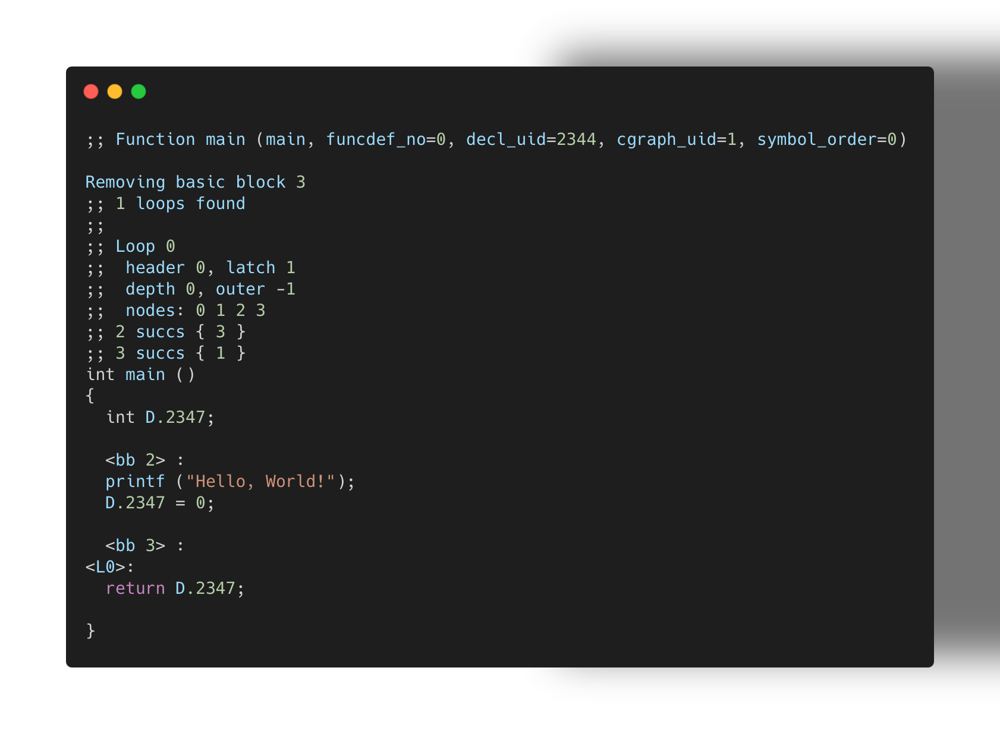 ;; Function main (main, funcdef_no=0, decl_uid=2344, cgraph_uid=1, symbol_order=0)

Removing basic block 3
;; 1 loops found
;;
;; Loop 0
;;  header 0, latch 1
;;  depth 0, outer -1
;;  nodes: 0 1 2 3
;; 2 succs { 3 }
;; 3 succs { 1 }
int main ()
{
  int D.2347;

  <bb 2> :
  printf ("Hello, World!");
  D.2347 = 0;

  <bb 3> :
<L0>:
  return D.2347;

}